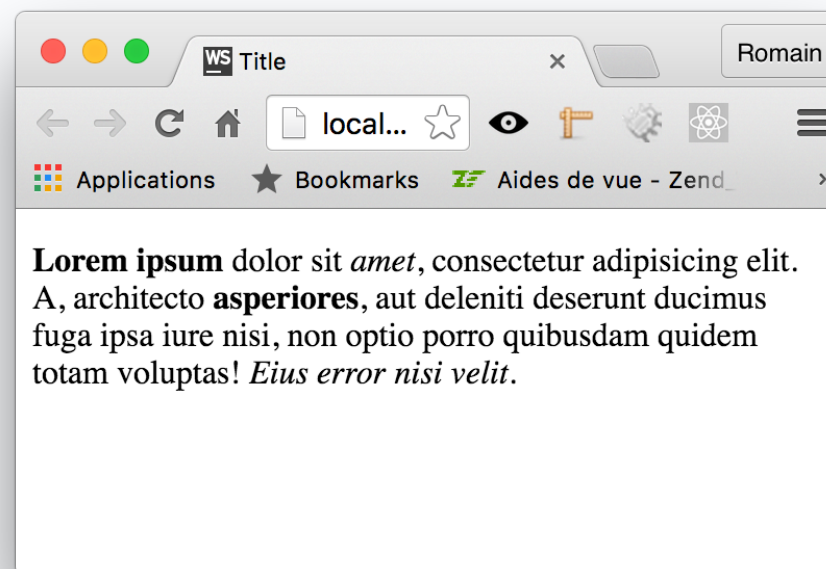 WS Title
Romain
local...
Applications
Bookmarks
ZF Aides de vue - Zend_
Lorem ipsum dolor sit amet, consectetur adipisicing elit.
A, architecto asperiores, aut deleniti deserunt ducimus
fuga ipsa iure nisi, non optio porro quibusdam quidem
totam voluptas! Eius error nisi velit.